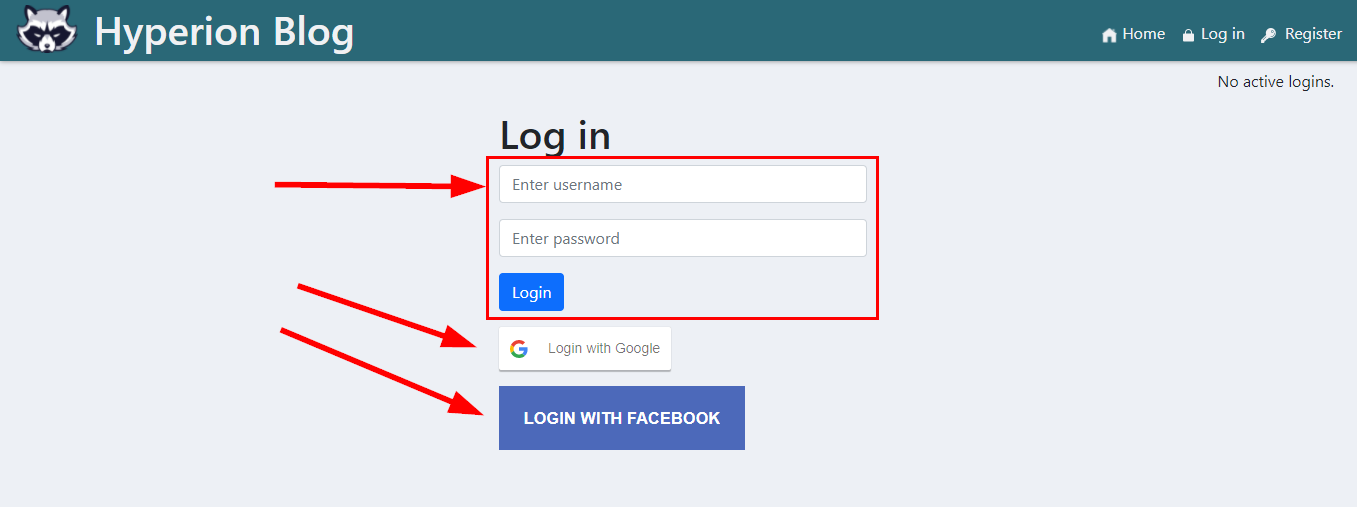 Hyperion Blog
Home Log in Register
No active logins.
Log in
Enter username
Enter password
Login
Login with Google
LOGIN WITH FACEBOOK